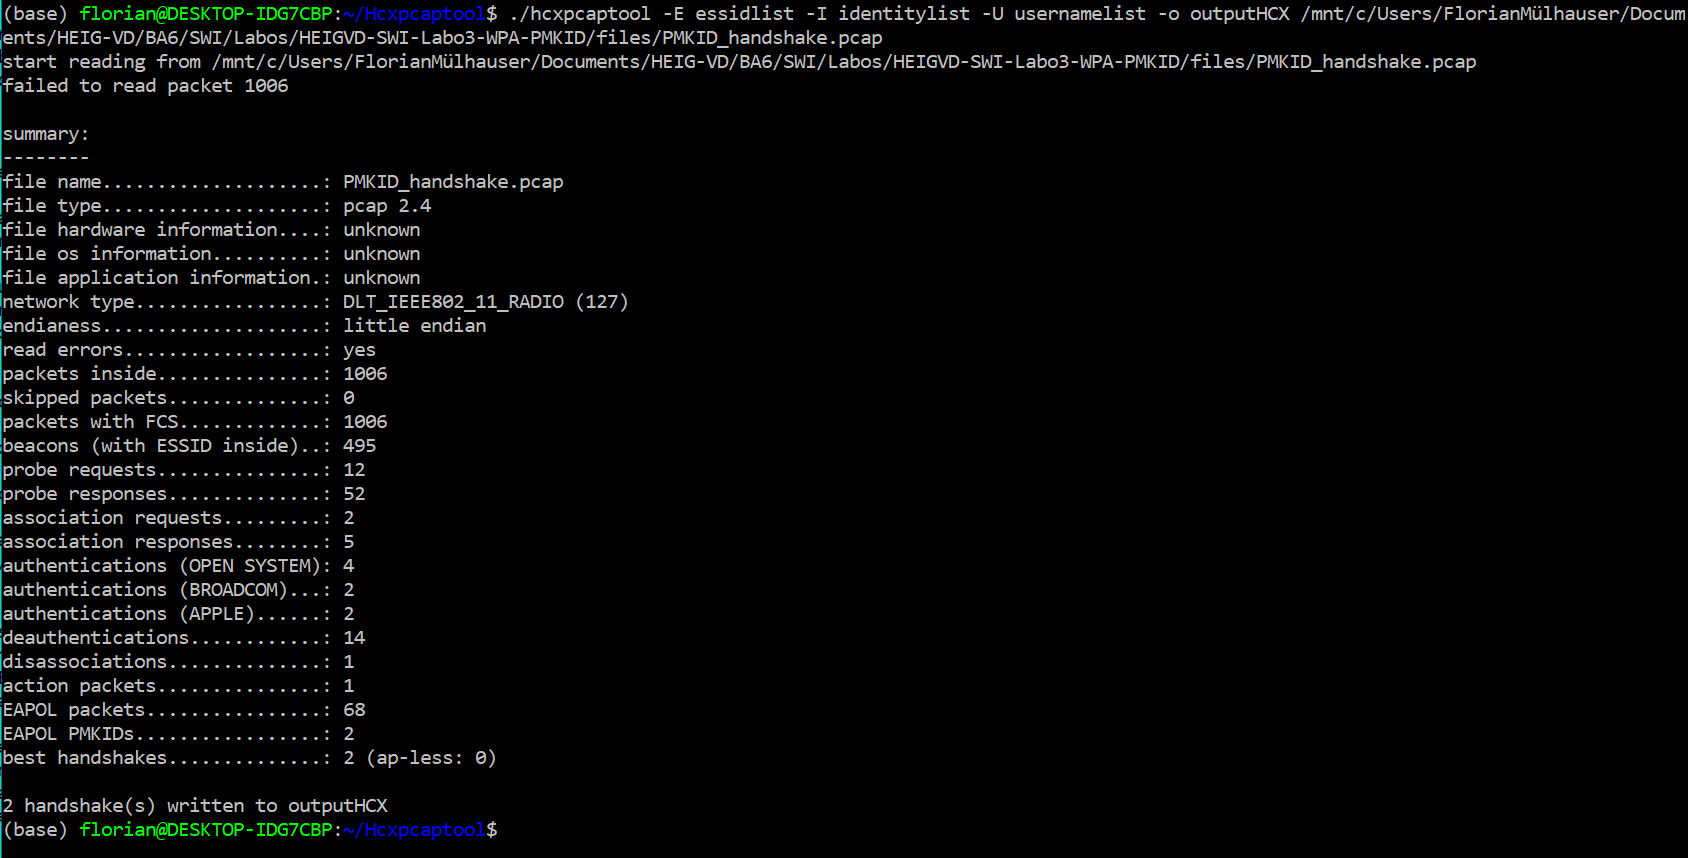 (base) florian@DESKTOP-IDG7CBP:~/Hcxpcaptool$ ./hcxpcaptool -E essidlist -I identitylist -U usernamelist -o outputHCX /mnt/c/Users/FlorianMülhauser/Docum
ents/HEIG-VD/BA6/SWI/Labos/HEIGVD-SWI-Labo3-WPA-PMKID/files/PMKID_handshake.pcap
start reading from /mnt/c/Users/FlorianMülhauser/Documents/HEIG-VD/BA6/SWI/Labos/HEIGVD-SWI-Labo3-WPA-PMKID/files/PMKID_handshake.pcap
failed to read packet 1006

summary:
--------
file name....................: PMKID_handshake.pcap
file type....................: pcap 2.4
file hardware information....: unknown
file os information..........: unknown
file application information.: unknown
network type.................: DLT_IEEE802_11_RADIO (127)
endianess....................: little endian
read errors..................: yes
packets inside...............: 1006
skipped packets..............: 0
packets with FCS.............: 1006
beacons (with ESSID inside)..: 495
probe requests...............: 12
probe responses..............: 52
association requests.........: 2
association responses........: 5
authentications (OPEN SYSTEM): 4
authentications (BROADCOM)...: 2
authentications (APPLE)......: 2
deauthentications............: 14
disassociations..............: 1
action packets...............: 1
EAPOL packets................: 68
EAPOL PMKIDs.................: 2
best handshakes..............: 2 (ap-less: 0)

2 handshake(s) written to outputHCX
(base) florian@DESKTOP-IDG7CBP:~/Hcxpcaptool$